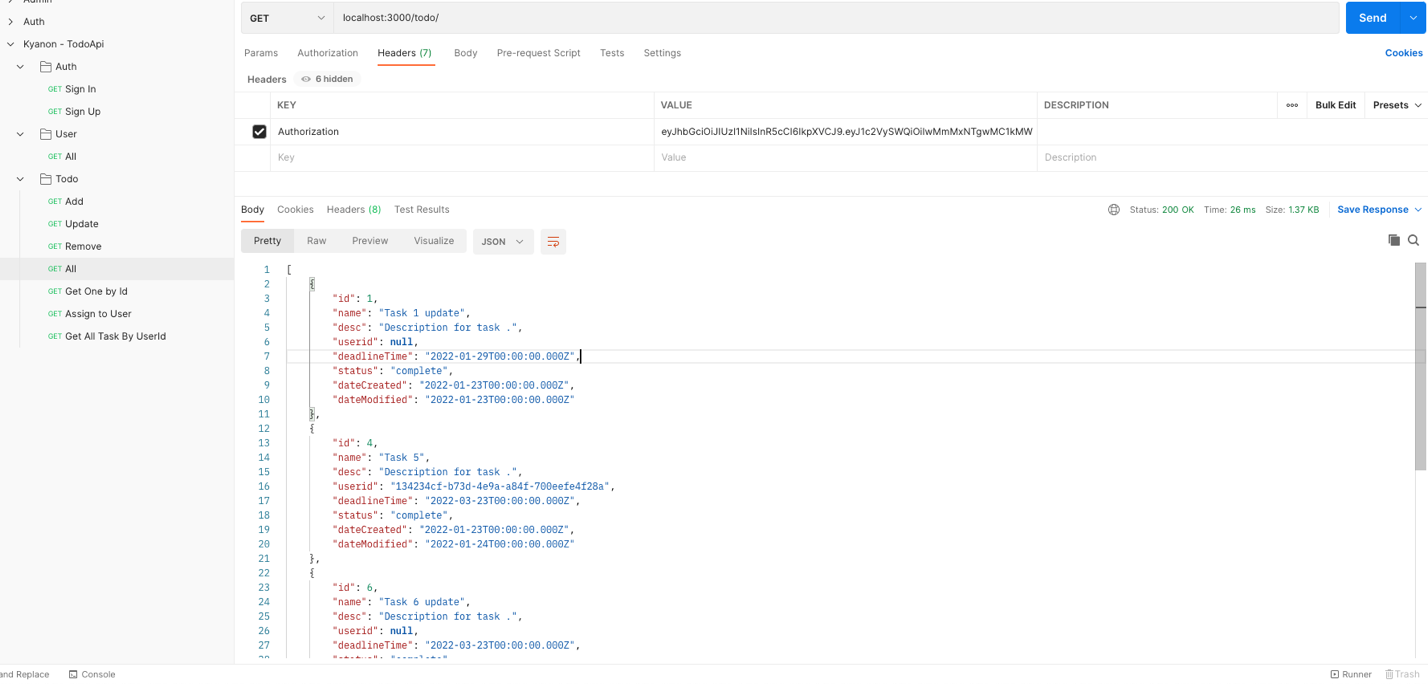 Admin
Auth
Kyanon - TodoApi
Auth
GET Sign In
GET Sign Up
User
GET All
Todo
GET Add
GET Update
GET Remove
GET All
GET Get One by Id
GET Assign to User
GET Get All Task By UserId
GET localhost:3000/todo/ Send
Params Authorization Headers (7) Body Pre-request Script Tests Settings Cookies
Headers 6 hidden
KEY VALUE DESCRIPTION ooo Bulk Edit Presets
Authorization
Key Value Description
Body Cookies Headers (8) Test Results Status: 200 OK Time: 26 ms Size: 1.37 KB Save Response
Pretty Raw Preview Visualize JSON
1 [
2 {
3 "id": 1,
4 "name": "Task 1 update",
5 "desc": "Description for task .",
6 "userid": null,
7 "deadlineTime": "2022-01-29T00:00:00.000Z",
8 "status": "complete",
9 "dateCreated": "2022-01-23T00:00:00.000Z",
10 "dateModified": "2022-01-23T00:00:00.000Z"
11 },
12 {
13 "id": 4,
14 "name": "Task 5",
15 "desc": "Description for task .",
16 "userid": "134234cf-b73d-4e9a-a84f-700eefe4f28a",
17 "deadlineTime": "2022-03-23T00:00:00.000Z",
18 "status": "complete",
19 "dateCreated": "2022-01-23T00:00:00.000Z",
20 "dateModified": "2022-01-24T00:00:00.000Z"
21 },
22 {
23 "id": 6,
24 "name": "Task 6 update",
25 "desc": "Description for task .",
26 "userid": null,
27 "deadlineTime": "2022-03-23T00:00:00.000Z",
28 "status": "complete"
and Replace Console Runner Trash